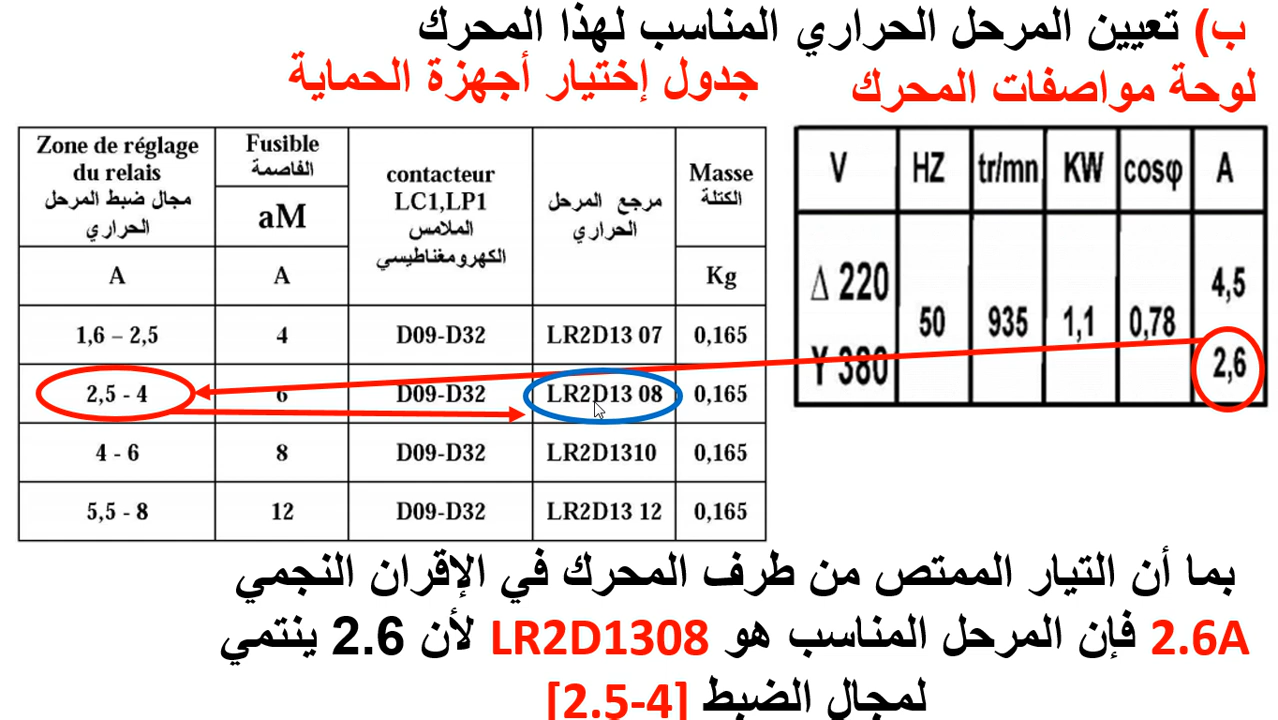 ب) تعيين المرحل الحراري المناسب لهذا المحرك
لوحة مواصفات المحرك
جدول إختيار أجهزة الحماية
Zone de réglage du relais مجال ضبط المرحل الحراري | Fusible الفاصمة | contacteur LC1,LP1 الملامس الكهرومغناطيسي | مرجع المرحل الحراري | Masse الكتلة
aM
A | A | Kg
1,6 – 2,5 | 4 | D09-D32 | LR2D13 07 | 0,165
2,5 - 4 | 6 | D09-D32 | LR2D13 08 | 0,165
4 - 6 | 8 | D09-D32 | LR2D1310 | 0,165
5,5 - 8 | 12 | D09-D32 | LR2D13 12 | 0,165
V | HZ | tr/mn | KW | cosφ | A
Δ 220 | 4,5
50 | 935 | 1,1 | 0,78
Y 380 | 2,6
بما أن التيار الممتص من طرف المحرك في الإقران النجمي
2.6A فإن المرحل المناسب هو LR2D1308 لأن 2.6 ينتمي
لمجال الضبط [2.5-4]